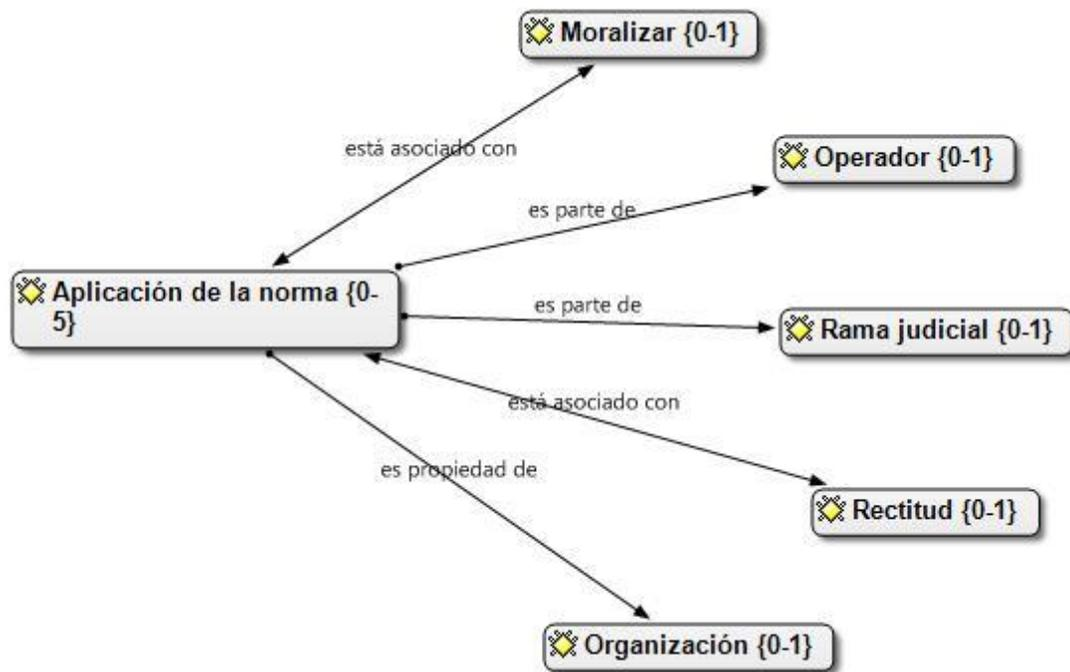 Moralizar {0-1}
está asociado con
Operador {0-1}
es parte de
Aplicación de la norma {0-
5}
es parte de
Rama judicial {0-1}
está asociado con
es propiedad de
Rectitud {0-1}
Organización {0-1}